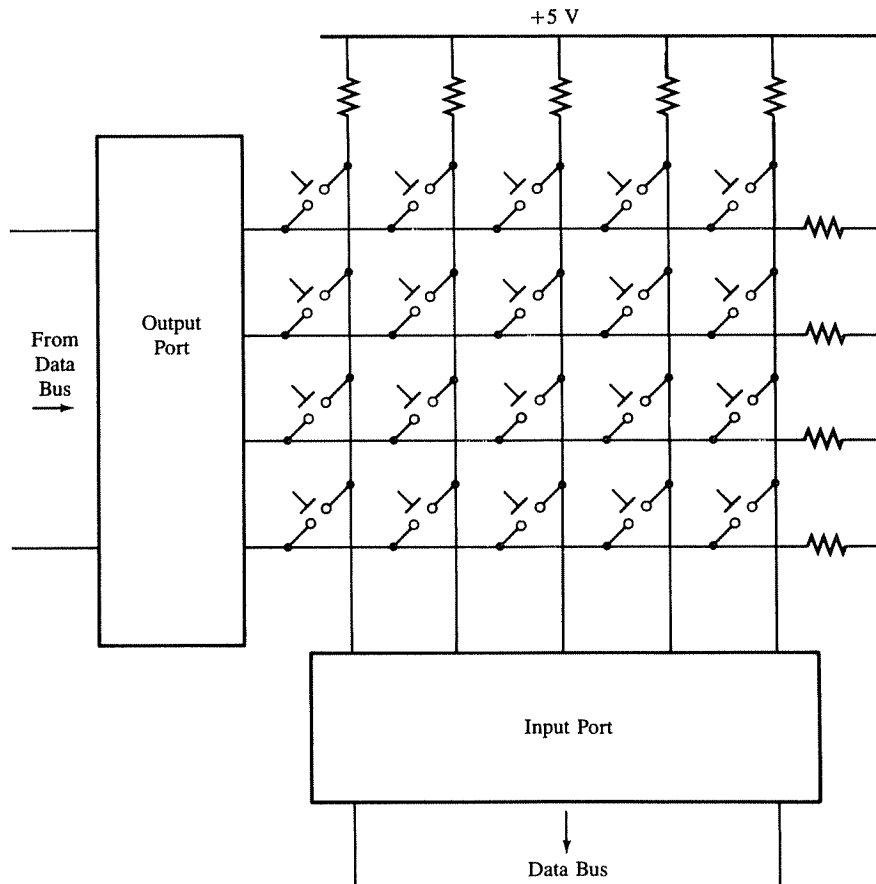 +5 V
Output
Port
From
Data
Bus
Input Port
Data Bus